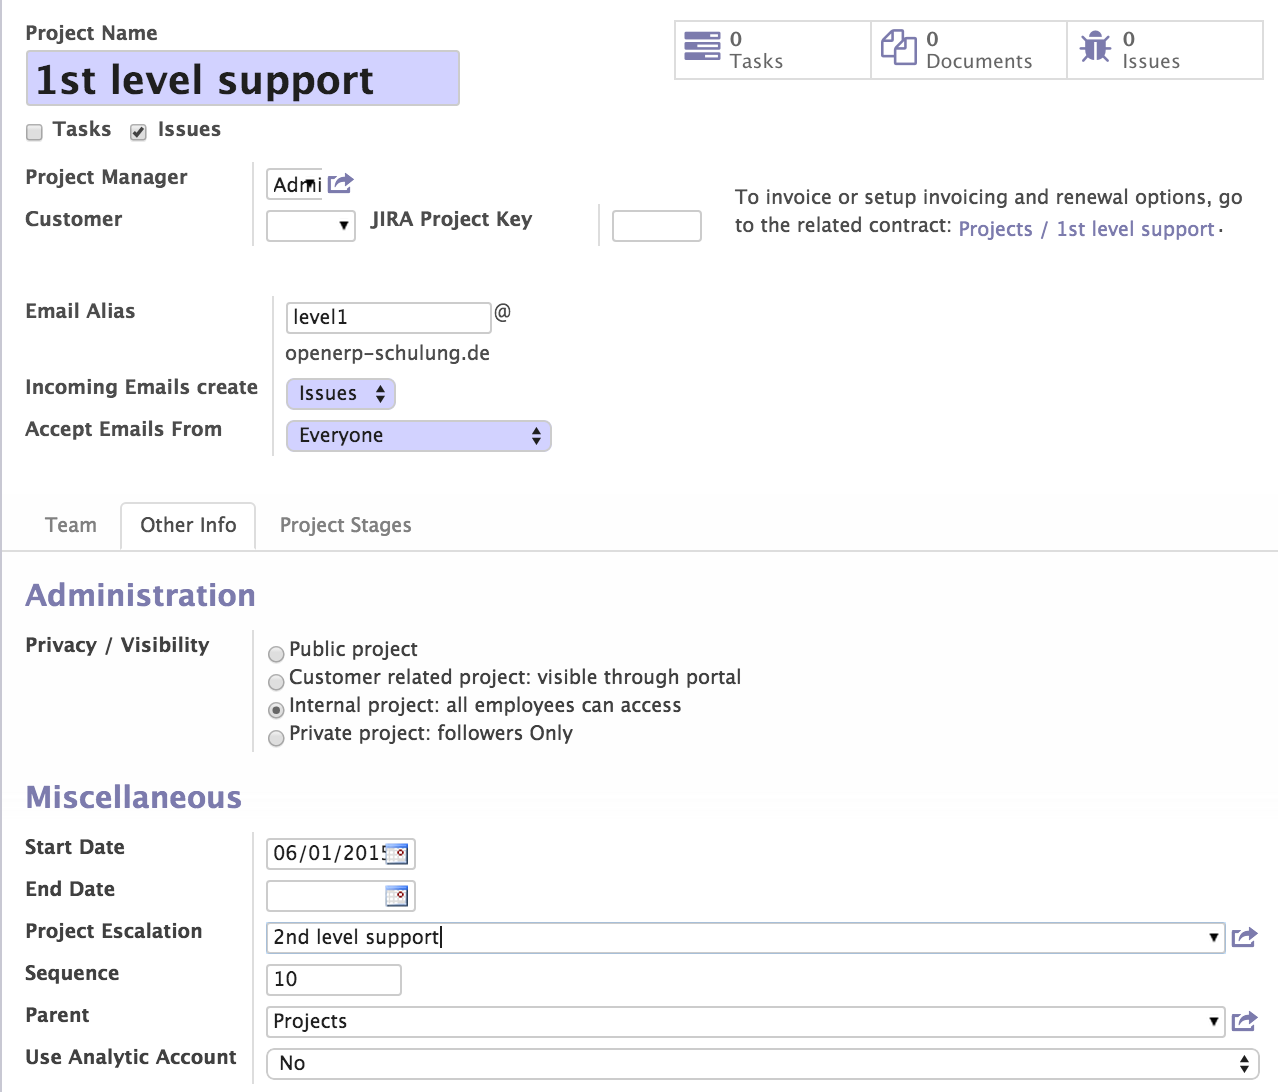 Project Name
1st level support
0
Tasks
0
Documents
0
Issues
Tasks Issues
Project Manager
Admi
Customer
JIRA Project Key
To invoice or setup invoicing and renewal options, go
to the related contract: Projects / 1st level support.
Email Alias
level1 @
openerp-schulung.de
Incoming Emails create
Issues
Accept Emails From
Everyone
Team Other Info Project Stages
Administration
Privacy / Visibility
Public project
Customer related project: visible through portal
Internal project: all employees can access
Private project: followers Only
Miscellaneous
Start Date
06/01/2015
End Date
Project Escalation
2nd level support
Sequence
10
Parent
Projects
Use Analytic Account
No